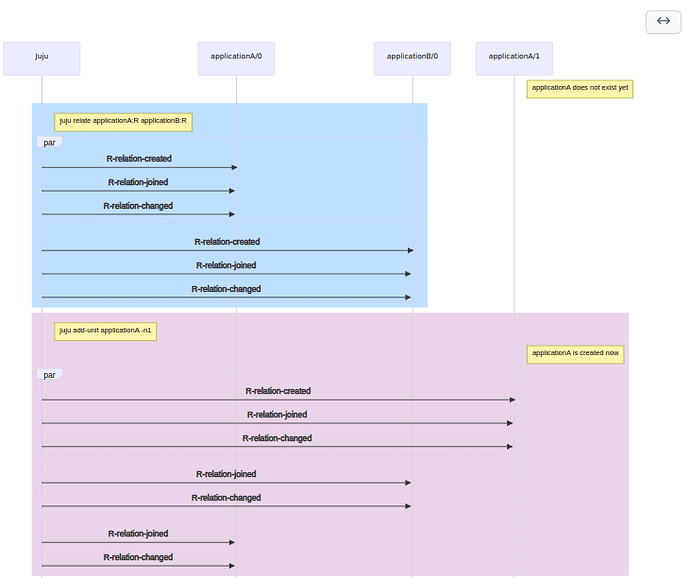 Juju
applicationA/0
applicationB/0
applicationA/1
applicationA does not exist yet
juju relate applicationA:R applicationB:R
par
R-relation-created
R-relation-joined
R-relation-changed
R-relation-created
R-relation-joined
R-relation-changed
juju add-unit applicationA -n1
applicationA is created now
par
R-relation-created
R-relation-joined
R-relation-changed
R-relation-joined
R-relation-changed
R-relation-joined
R-relation-changed